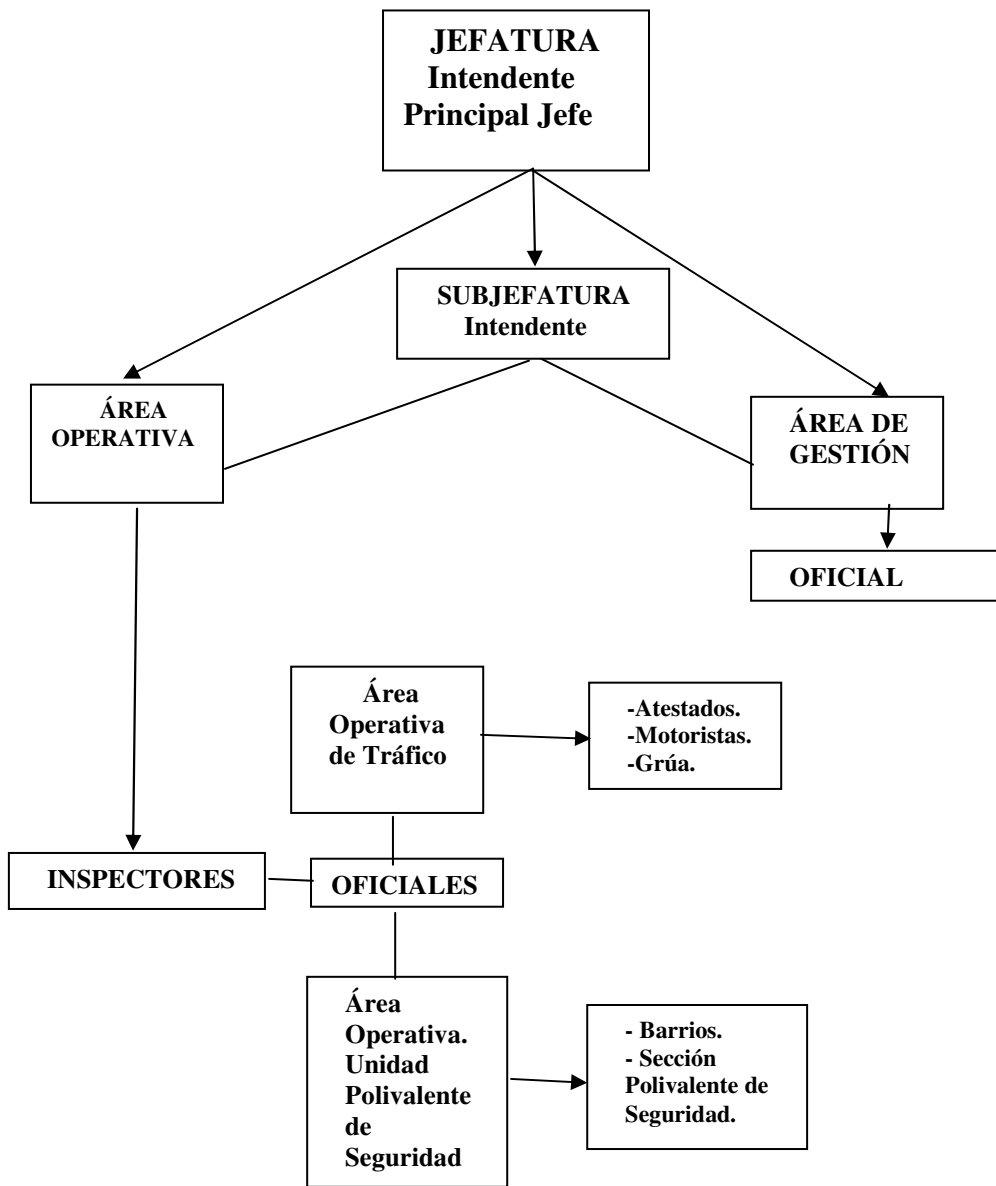 JEFATURA
Intendente
Principal Jefe
SUBJEFATURA
Intendente
ÁREA
OPERATIVA
ÁREA DE
GESTIÓN
OFICIAL
Área
Operativa
de Tráfico
-Atestados.
-Motoristas.
-Grúa.
INSPECTORES
OFICIALES
Área
Operativa.
Unidad
Polivalente
de
Seguridad
- Barrios.
- Sección
Polivalente de
Seguridad.